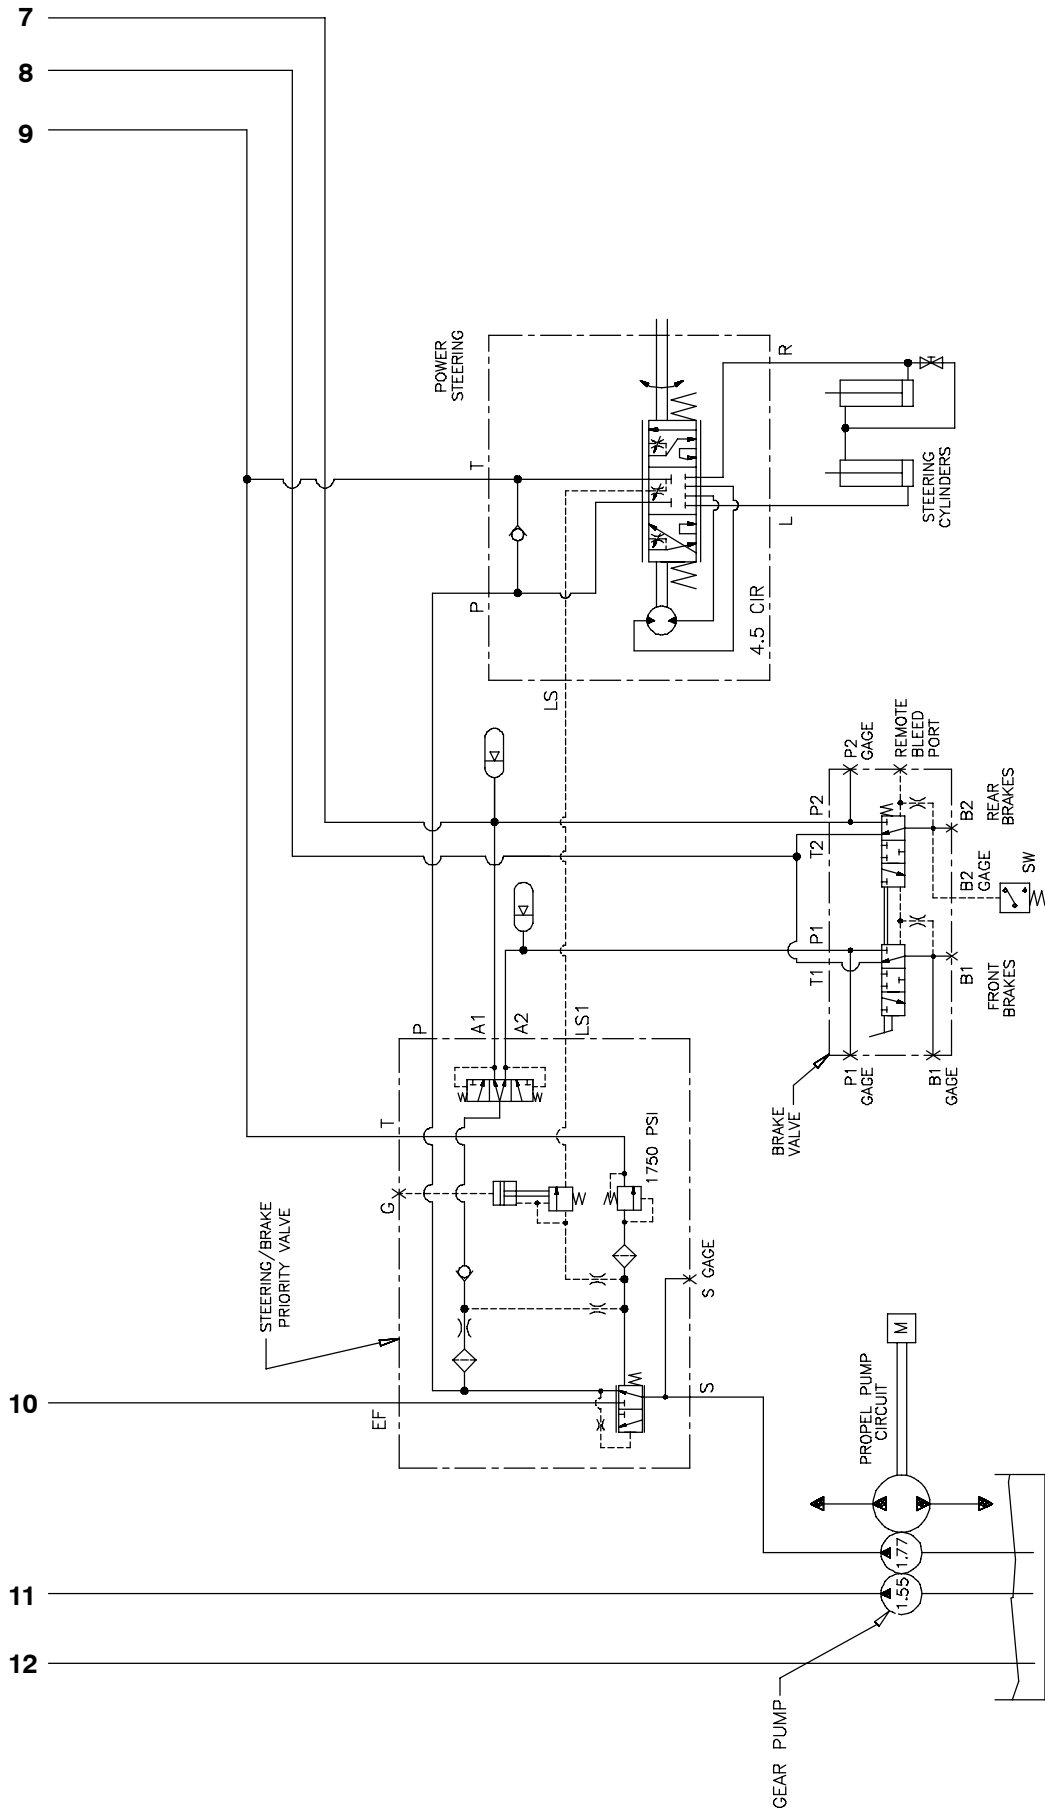 7
8
9
POWER
STEERING
R
T
STEERING
CYLINDERS
L
P
4.5 CIR
LS
P2
GAGE
REMOTE
BLEED
PORT
P2
B2
REAR
BRAKES
T2
B2
GAGE
SW
P1
T1
B1
FRONT
BRAKES
P
A1
A2
LS1
P1
GAGE
B1
GAGE
BRAKE
VALVE
T
1750 PSI
G
STEERING/BRAKE
PRIORITY VALVE
S GAGE
M
10
EF
S
PROPEL PUMP
CIRCUIT
1.77
11
1.55
12
GEAR PUMP